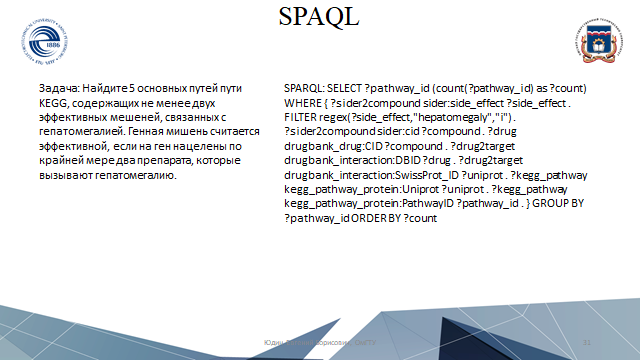 SPAQL
Задача: Найдите 5 основных путей пути
KEGG, содержащих не менее двух
эффективных мешеней, связанных с
гепатомегалией. Генная мишень считается
эффективной, если на ген нацелены по
крайней мере два препарата, которые
вызывают гепатомегалию.
SPARQL: SELECT ?pathway_id (count(?pathway_id) as ?count)
WHERE { ?sider2compound sider:side_effect ?side_effect .
FILTER regex(?side_effect,"hepatomegaly","i") .
?sider2compound sider:cid ?compound . ?drug
drugbank_drug:CID ?compound . ?drug2target
drugbank_interaction:DBID ?drug . ?drug2target
drugbank_interaction:SwissProt_ID ?uniprot . ?kegg_pathway
kegg_pathway_protein:Uniprot ?uniprot . ?kegg_pathway
kegg_pathway_protein:PathwayID ?pathway_id . } GROUP BY
?pathway_id ORDER BY ?count
1886
31